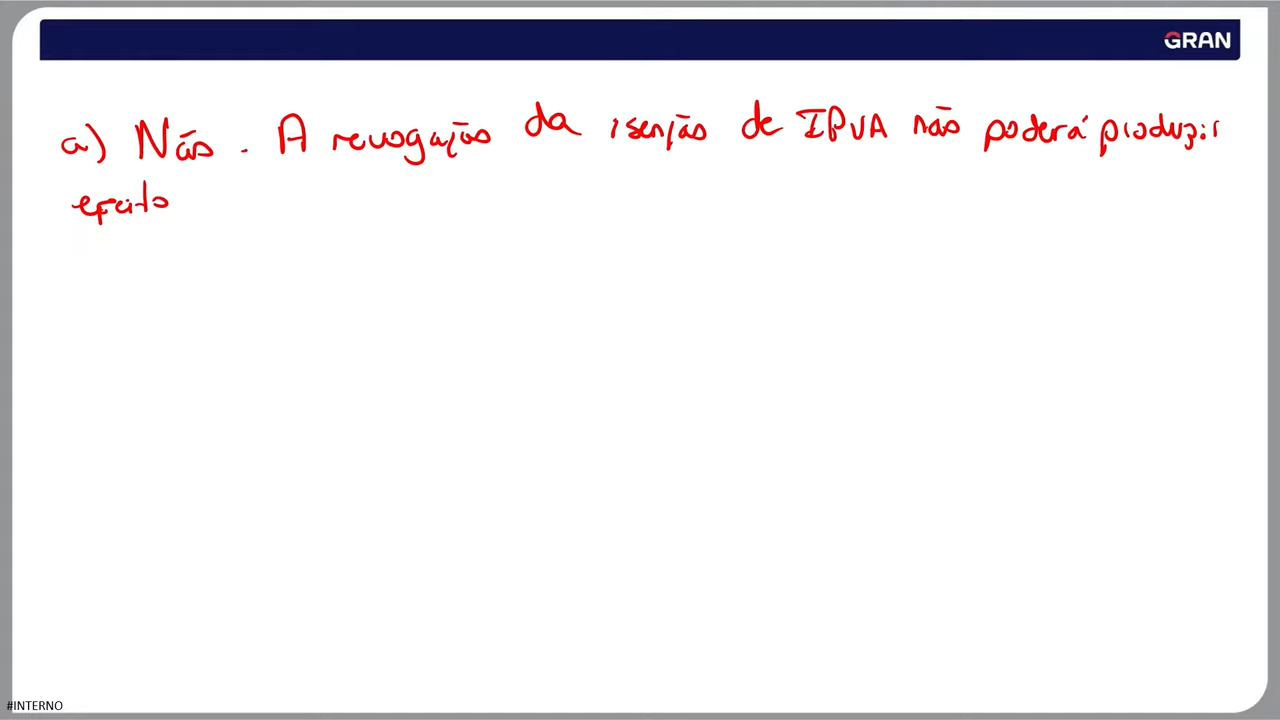 GRAN
a) Não. A revogação da isenção de IPVA não poderá produzir
efeito
#INTERNO